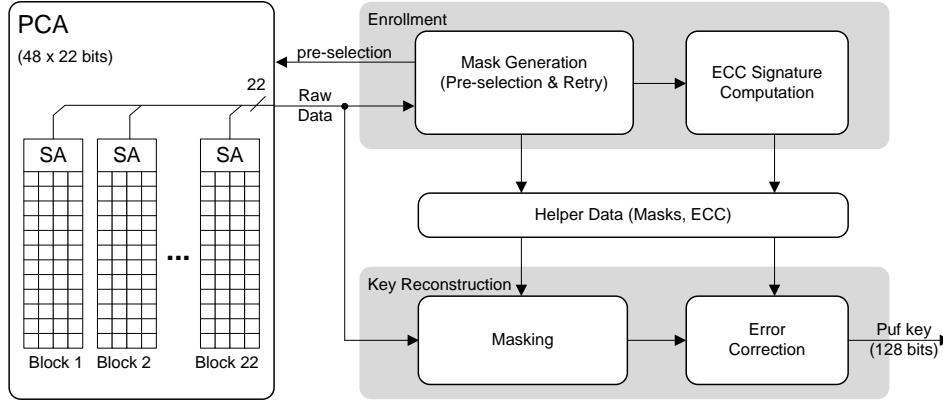 PCA
(48 x 22 bits)
22
SA
SA
SA
...
Block 1
Block 2
Block 22
pre-selection
Raw
Data
Enrollment
Mask Generation
(Pre-selection & Retry)
ECC Signature
Computation
Helper Data (Masks, ECC)
Key Reconstruction
Masking
Error
Correction
Puf key
(128 bits)